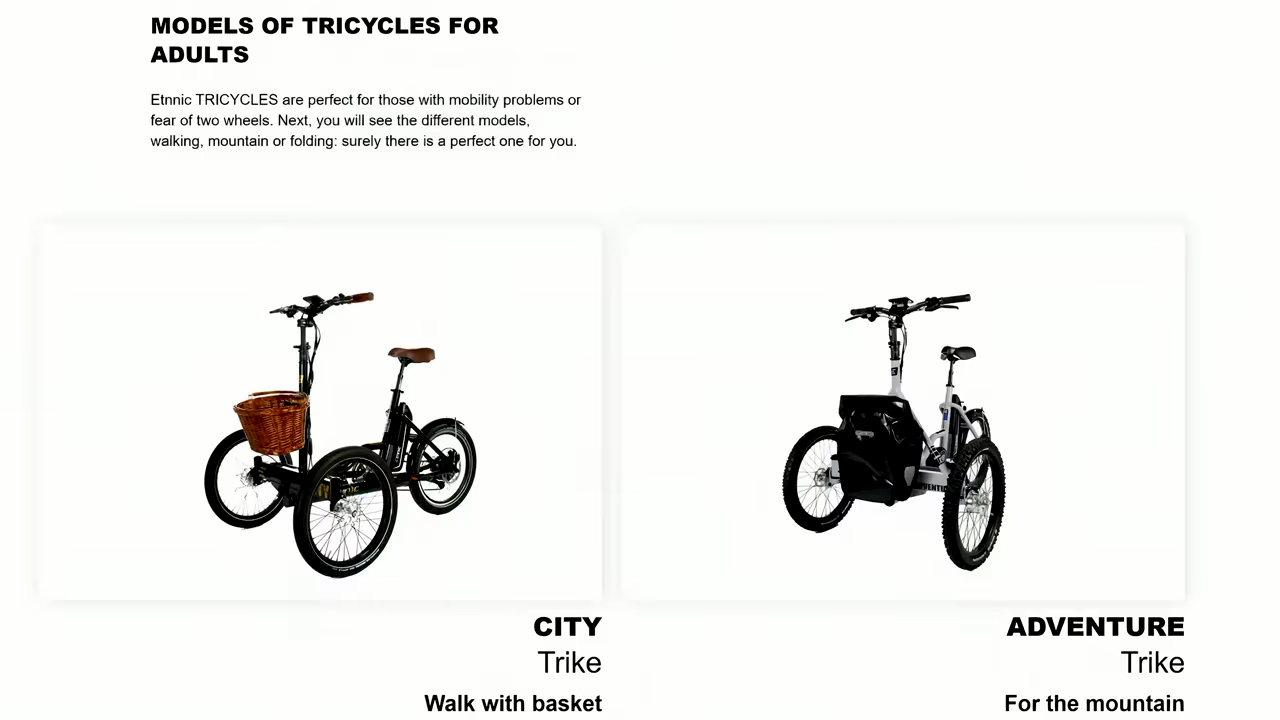 MODELS OF TRICYCLES FOR
ADULTS
Etnnic TRICYCLES are perfect for those with mobility problems or
fear of two wheels. Next, you will see the different models,
walking, mountain or folding: surely there is a perfect one for you.
CITY
Trike
Walk with basket
ADVENTURE
Trike
For the mountain